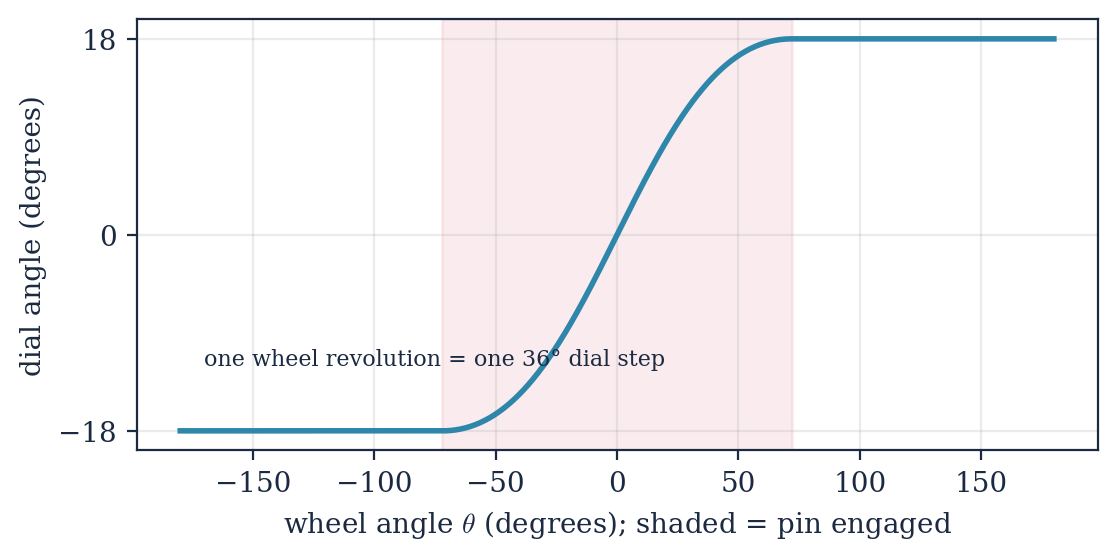 18
0
−18
dial angle (degrees)
one wheel revolution = one 36° dial step
−150 −100 −50 0 50 100 150
wheel angle θ (degrees); shaded = pin engaged